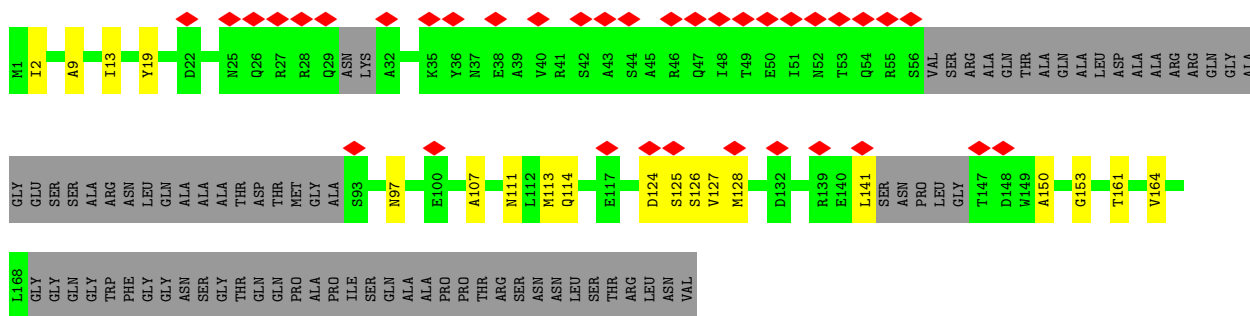 M1 I2 A9 I13 Y19 D22 N25 Q26 R27 R28 Q29 ASN LYS A32 K35 Y36 N37 E38 A39 V40 R41 S42 A43 S44 A45 R46 Q47 I48 T49 E50 I51 N52 T53 Q54 R55 S56 VAL SER ARG ALA GLN THR ALA GLN ALA LEU ASP ALA ALA ARG ARG GLN GLY ALA
GLY GLU SER SER ALA ARG ASN LEU GLN ALA ALA ALA THR ASP THR MET GLY ALA S93 N97 E100 A107 N111 L112 M113 Q114 E117 D124 S125 S126 V127 M128 D132 R139 E140 L141 SER ASN PRO LEU GLY T147 D148 W149 A150 G153 T161 V164
L168 GLY GLY GLN GLY TRP PHE GLY GLY ASN SER GLY THR GLN GLN PRO ALA PRO ILE SER GLN ALA ALA PRO PRO THR ARG SER ASN ASN LEU SER THR ARG LEU ASN VAL